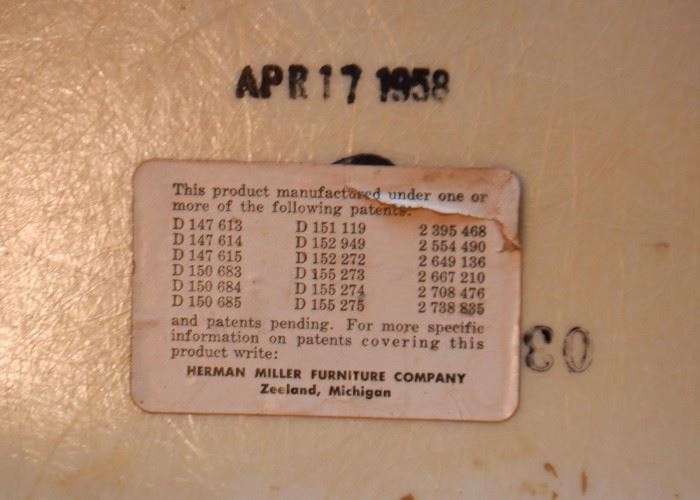 APR 17 1958
This product manufactured under one or
more of the following patents:
D 147 613 D 151 119 2 395 468
D 147 614 D 152 949 2 554 490
D 147 615 D 152 272 2 649 136
D 150 683 D 155 273 2 667 210
D 150 684 D 155 274 2 708 476
D 150 685 D 155 275 2 738 835
and patents pending. For more specific
information on patents covering this
product write:
HERMAN MILLER FURNITURE COMPANY
Zeeland, Michigan